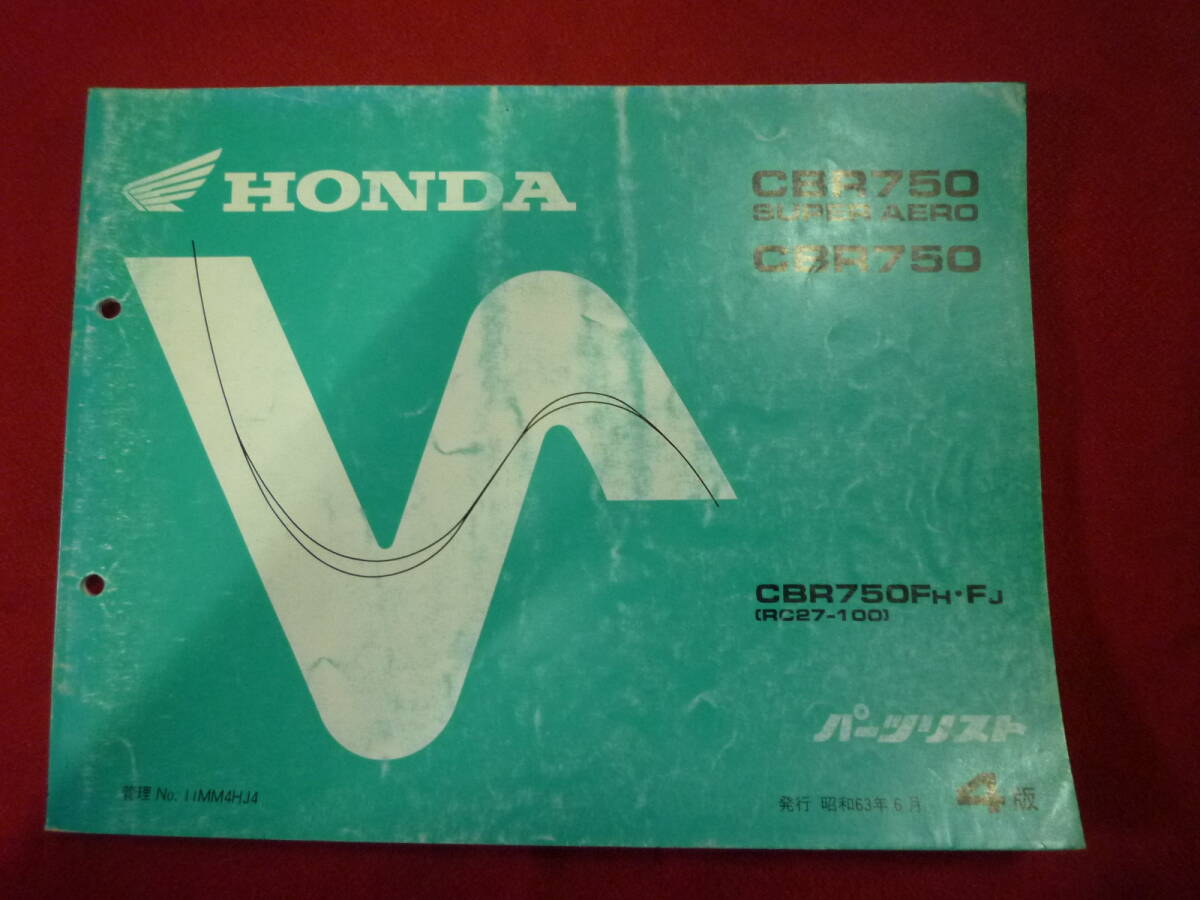 HONDA
CBR750
SUPER AERO
CBR750
CBR750FH・FJ
(RC27-100)
パーツリスト
管理 No. 11MM4HJ4
発行 昭和63年6月 4版